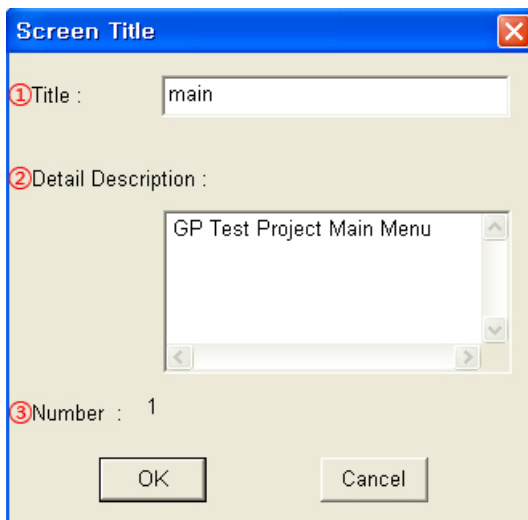 Screen Title
①Title : main
②Detail Description :
GP Test Project Main Menu
③Number : 1
OK Cancel